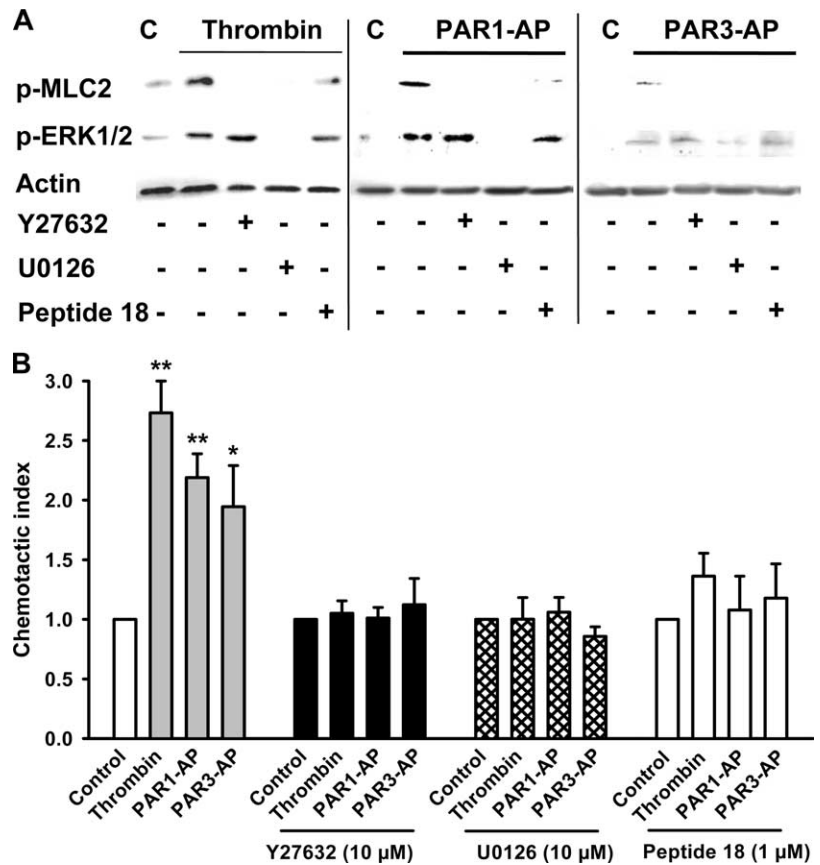 A
C Thrombin C PAR1-AP C PAR3-AP
p-MLC2
p-ERK1/2
Actin
Y27632 - - + - - - - + - - - - + - -
U0126 - - - + - - - - + - - - - + -
Peptide 18 - - - - + - - - - + - - - - +
B
** ** *
3.0
2.5
2.0
1.5
1.0
0.5
0.0
Chemotactic index
Control Thrombin PAR1-AP PAR3-AP Control Thrombin PAR1-AP PAR3-AP Control Thrombin PAR1-AP PAR3-AP Control Thrombin PAR1-AP PAR3-AP
Y27632 (10 µM) U0126 (10 µM) Peptide 18 (1 µM)